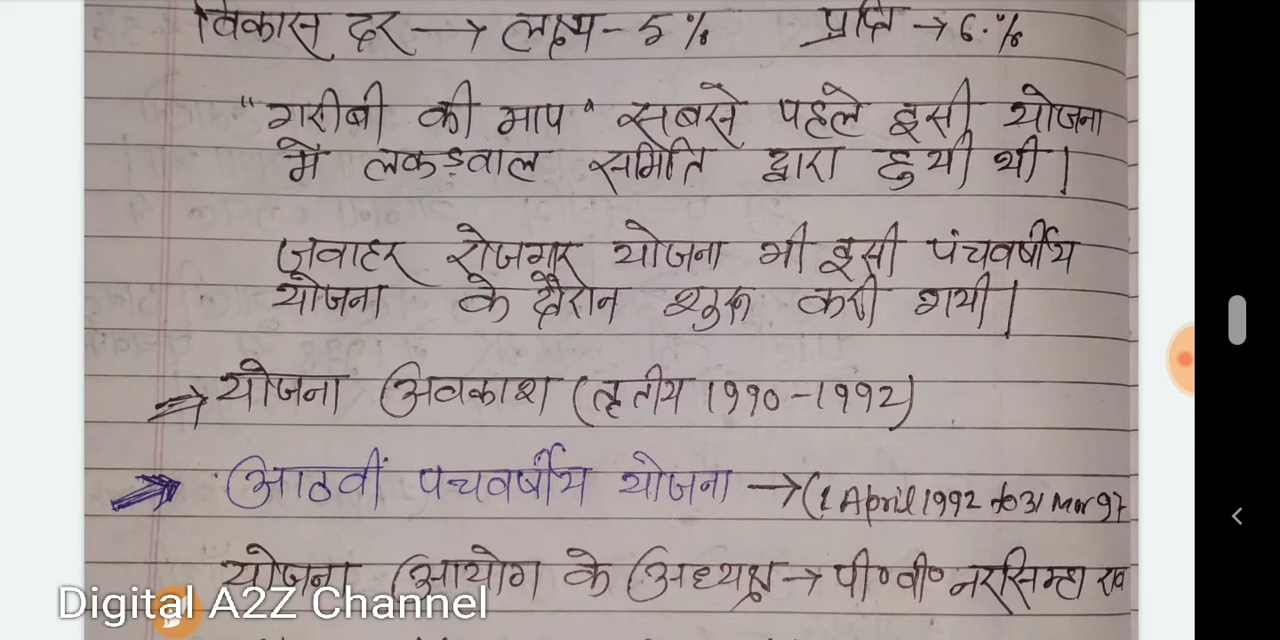 विकास दर → लक्ष्य - 5% प्राप्ति → 6.%
"गरीबी की माप" सबसे पहले इसी योजना
मे लकड़वाल समिति द्वारा हुयी थी।
जवाहर रोजगार योजना भी इसी पंचवर्षीय
योजना के दौरान शुरू करी गयी।
⇒ योजना अवकाश (तृतीय 1990-1992)
⇒ आठवीं पचवर्षीय योजना → (1 April 1992 to 31 Mar 97
योजना आयोग के अध्यक्ष → पी० वी० नरसिम्हा राव
Digital A2Z Channel